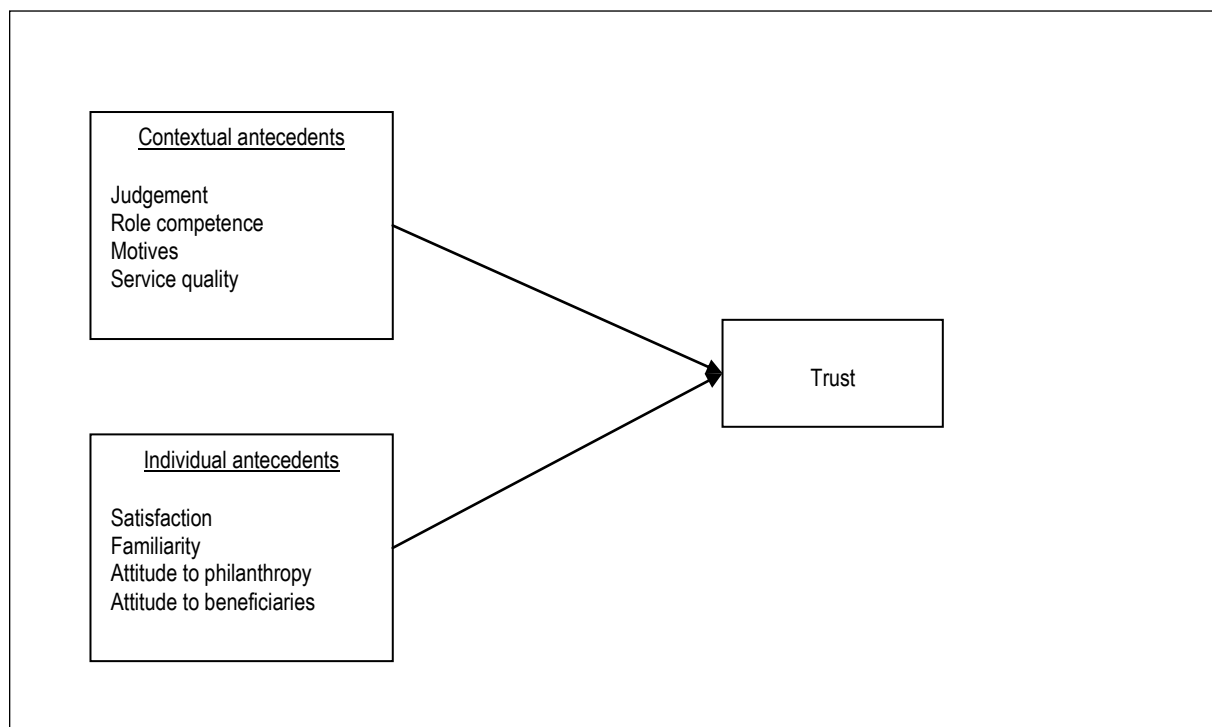 Contextual antecedents
Judgement
Role competence
Motives
Service quality
Trust
Individual antecedents
Satisfaction
Familiarity
Attitude to philanthropy
Attitude to beneficiaries